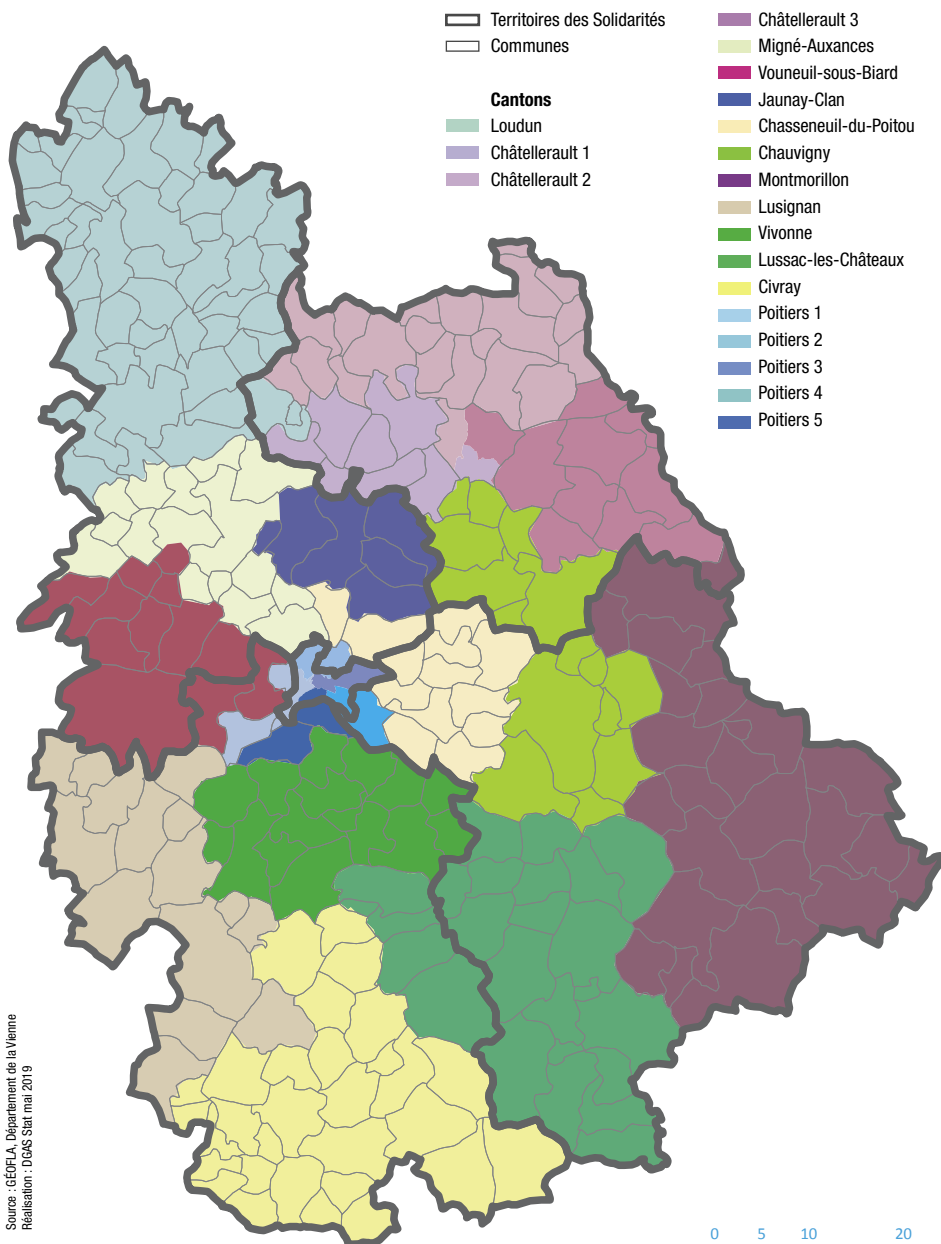 Territoires des Solidarités
Communes
Cantons
Loudun
Châtellerault 1
Châtellerault 2
Châtellerault 3
Migné-Auxances
Vouneuil-sous-Biard
Jaunay-Clan
Chasseneuil-du-Poitou
Chauvigny
Montmorillon
Lusignan
Vivonne
Lussac-les-Châteaux
Civray
Poitiers 1
Poitiers 2
Poitiers 3
Poitiers 4
Poitiers 5
Source : GÉOFLA, Département de la Vienne
Réalisation : DGAS Stat mai 2019
0 5 10 20